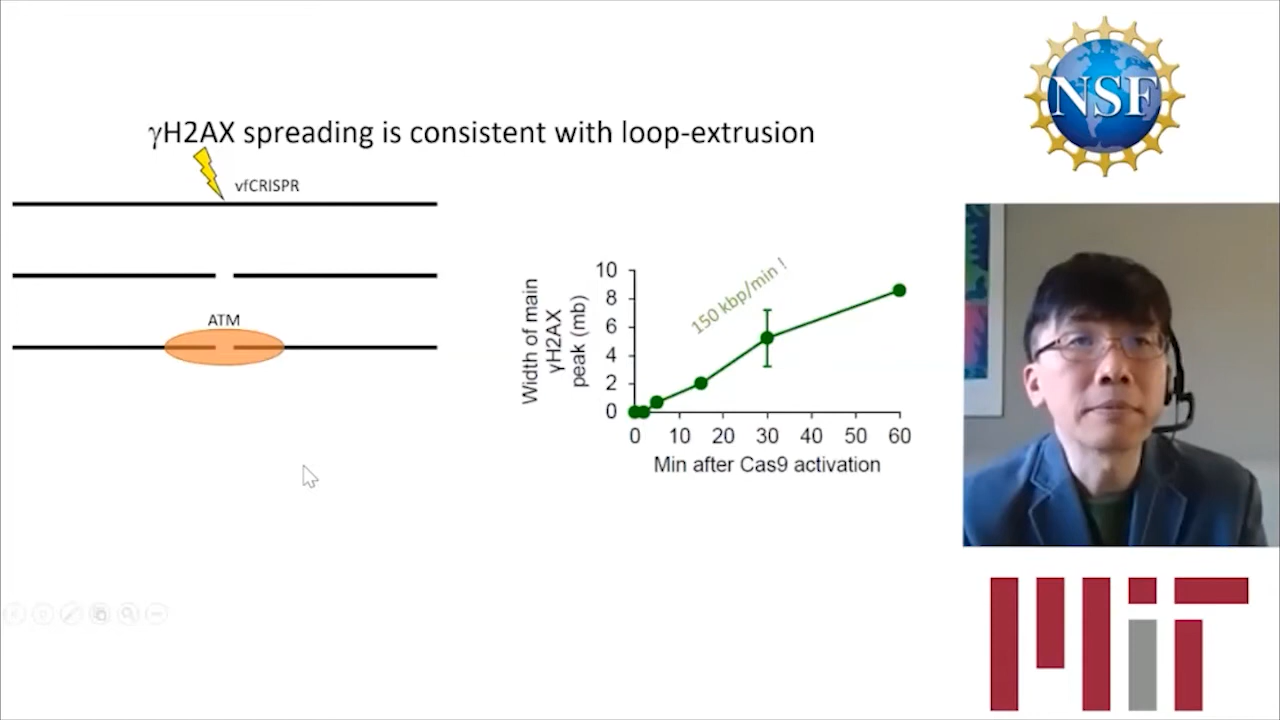 γH2AX spreading is consistent with loop-extrusion
vfCRISPR
ATM
Width of main
γH2AX
peak (mb)
10
8
6
4
2
0
150 kbp/min !
0 10 20 30 40 50 60
Min after Cas9 activation
NSF
MIT